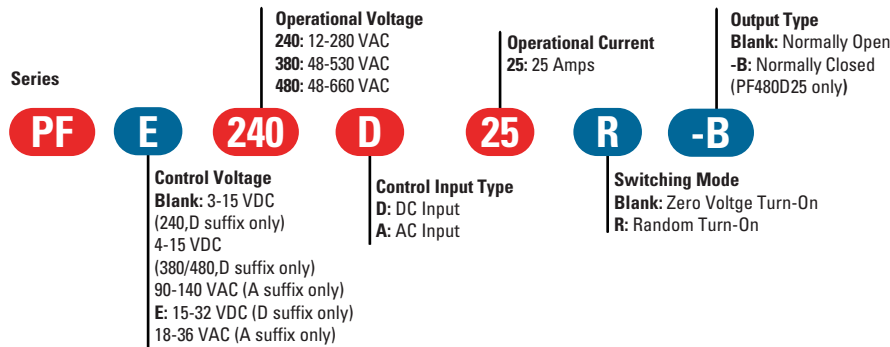 Operational Voltage
240: 12-280 VAC
380: 48-530 VAC
480: 48-660 VAC
Operational Current
25: 25 Amps
Output Type
Blank: Normally Open
-B: Normally Closed
(PF480D25 only)
Series
PF E 240 D 25 R -B
Control Voltage
Blank: 3-15 VDC
(240,D suffix only)
4-15 VDC
(380/480,D suffix only)
90-140 VAC (A suffix only)
E: 15-32 VDC (D suffix only)
18-36 VAC (A suffix only)
Control Input Type
D: DC Input
A: AC Input
Switching Mode
Blank: Zero Voltge Turn-On
R: Random Turn-On